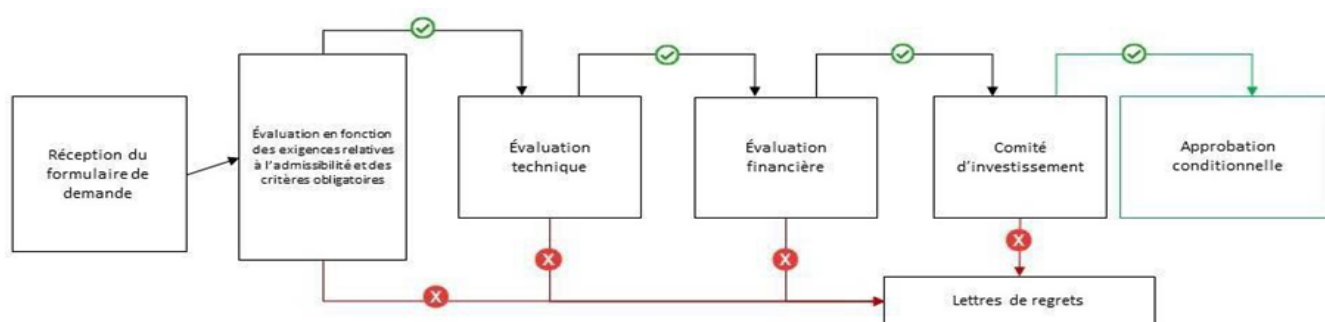 Réception du
formulaire de
demande
Évaluation en fonction
des exigences relatives
à l'admissibilité et des
critères obligatoires
Évaluation
technique
Évaluation
financière
Comité
d'investissement
Approbation
conditionnelle
X
X
X
X
Lettres de regrets